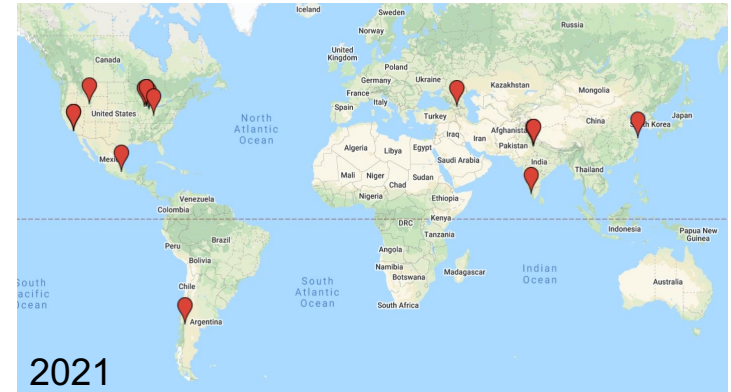 Iceland
Sweden
Norway
Russia
Canada
United
Kingdom
Poland
Germany
Ukraine
Kazakhstan
France
Mongolia
Italy
Spain
United States
North
Atlantic
Ocean
Turkey
China
Japan
Iraq
Iran
Afghanistan
Pakistan
Algeria
Libya
Egypt
Saudi Arabia
India
Thailand
Mali
Niger
Chad
Sudan
Nigeria
Ethiopia
Venezuela
Colombia
DRC
Kenya
Tanzania
Indonesia
Papua New
Guinea
Peru
Brazil
Angola
Bolivia
Namibia
Botswana
Madagascar
Indian
Ocean
Australia
South
Atlantic
Ocean
Chile
South Africa
Argentina
2021